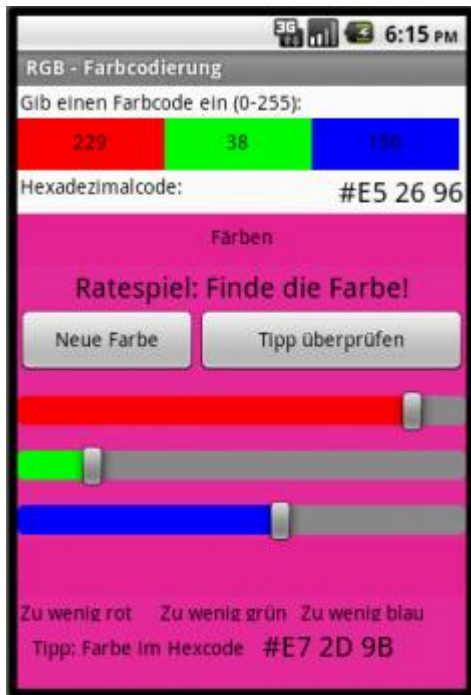 3G 6:15 PM
RGB - Farbcodierung
Gib einen Farbcode ein (0-255):
229 38 150
Hexadezimalcode: #E5 26 96
Färben
Ratespiel: Finde die Farbe!
Neue Farbe Tipp überprüfen
Zu wenig rot Zu wenig grün Zu wenig blau
Tipp: Farbe im Hexcode #E7 2D 9B